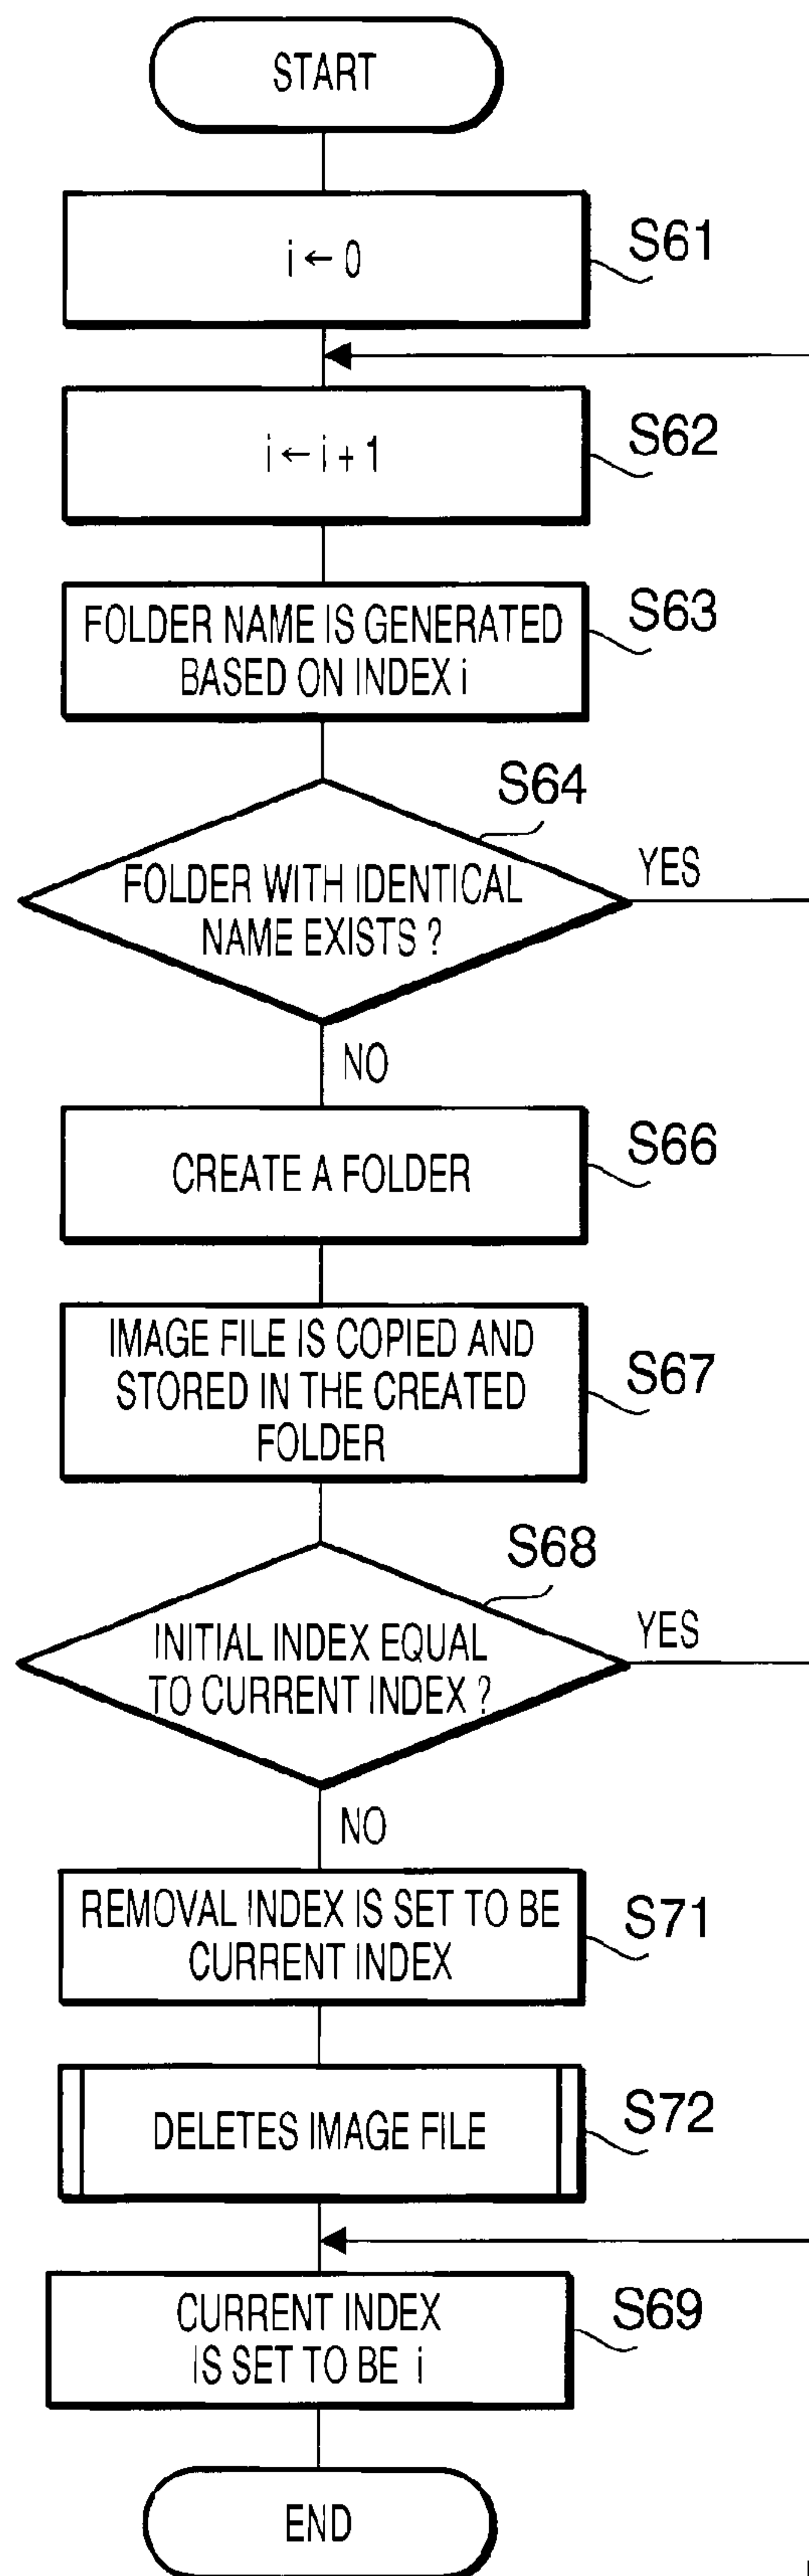 START
i ← 0
S61
i ← i + 1
S62
FOLDER NAME IS GENERATED
BASED ON INDEX i
S63
S64
FOLDER WITH IDENTICAL
NAME EXISTS ?
YES
NO
CREATE A FOLDER
S66
IMAGE FILE IS COPIED AND
STORED IN THE CREATED
FOLDER
S67
S68
INITIAL INDEX EQUAL
TO CURRENT INDEX ?
YES
NO
REMOVAL INDEX IS SET TO BE
CURRENT INDEX
S71
DELETES IMAGE FILE
S72
CURRENT INDEX
IS SET TO BE i
S69
END